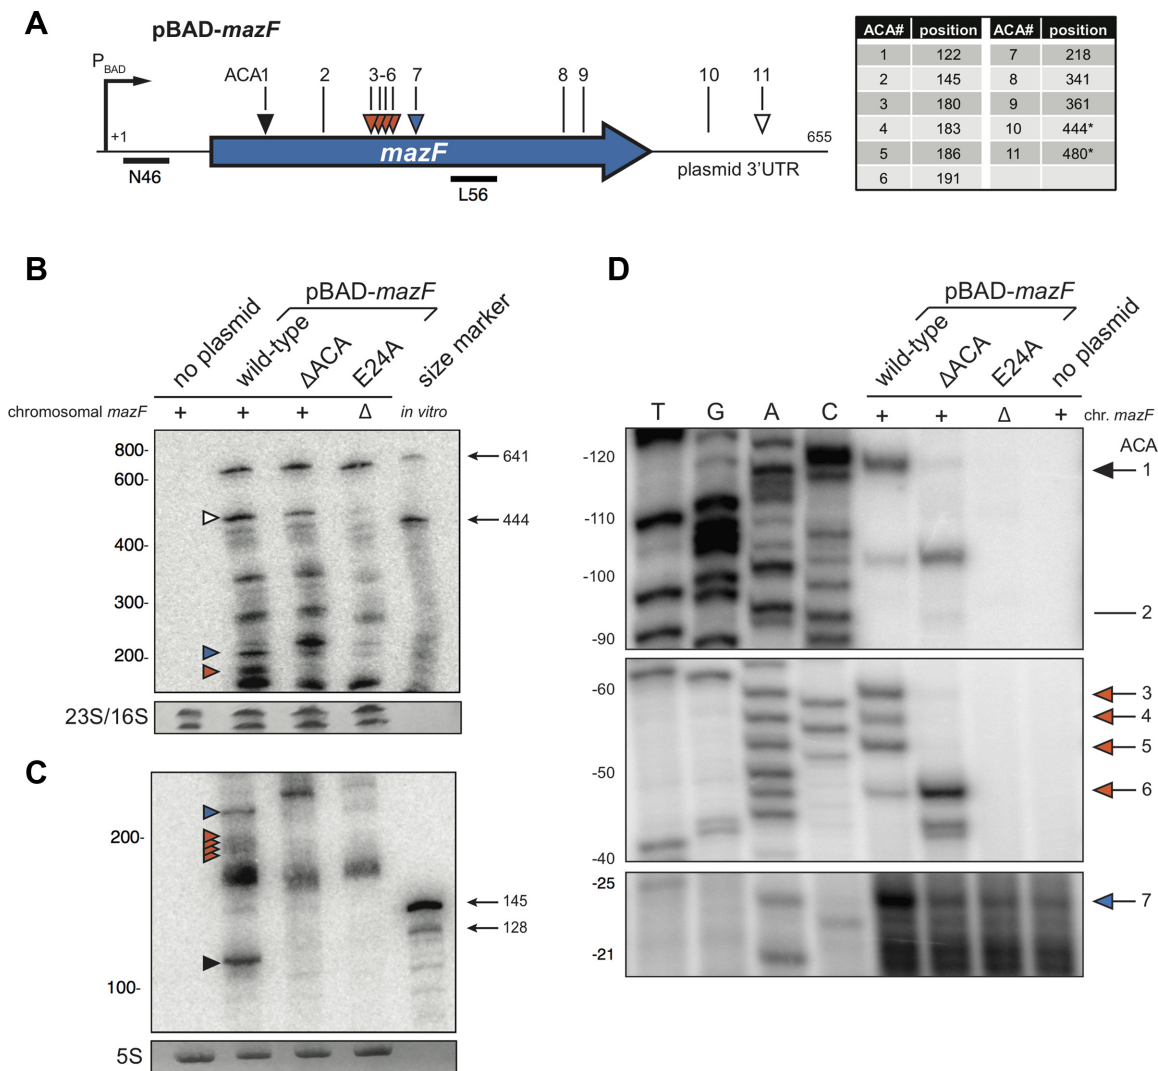 A
pBAD-mazF
PBAD
ACA1 2 3-6 7 8 9 10 11
+1
mazF
655
N46
L56
plasmid 3'UTR
ACA# position ACA# position
1 122 7 218
2 145 8 341
3 180 9 361
4 183 10 444*
5 186 11 480*
6 191
B
pBAD-mazF
no plasmid
wild-type
ΔACA
E24A
size marker
chromosomal mazF + + + Δ in vitro
800-
600-
400-
300-
200-
641
444
23S/16S
C
200-
100-
145
128
5S
D
pBAD-mazF
wild-type
ΔACA
E24A
no plasmid
T G A C + + Δ + chr. mazF
ACA
-120
-110
-100
-90
1
2
-60
-50
-40
3
4
5
6
-25
-21
7